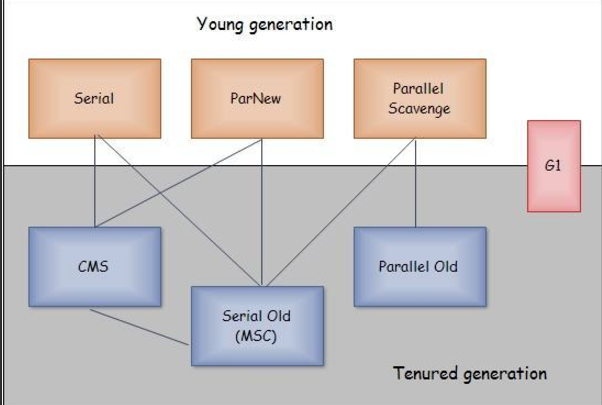 Young generation
Serial
ParNew
Parallel
Scavenge
G1
CMS
Parallel Old
Serial Old
(MSC)
Tenured generation